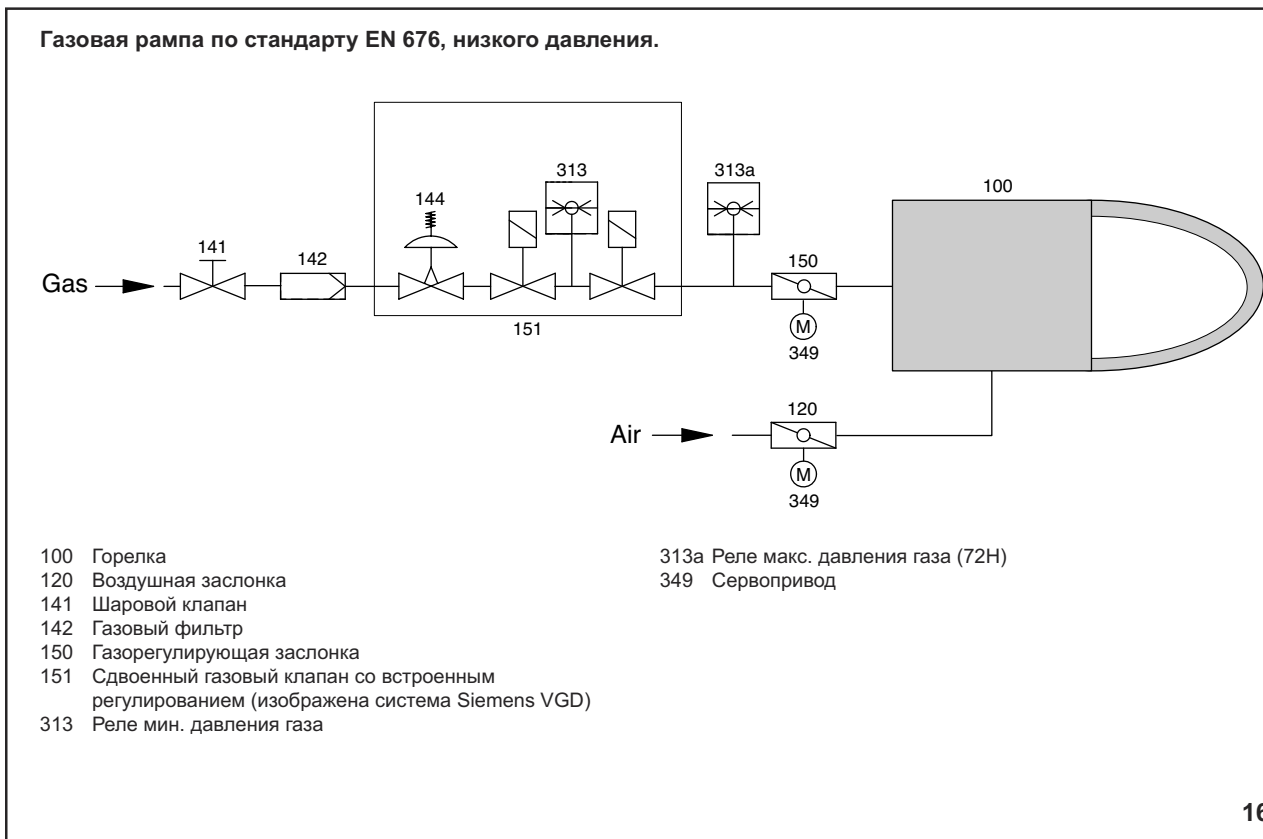 Газовая рампа по стандарту EN 676, низкого давления.
313
313a
100
144
141
142
150
Gas
M
151
349
120
Air
M
349
100 Горелка
120 Воздушная заслонка
141 Шаровой клапан
142 Газовый фильтр
150 Газорегулирующая заслонка
151 Сдвоенный газовый клапан со встроенным
регулированием (изображена система Siemens VGD)
313 Реле мин. давления газа
313a Реле макс. давления газа (72H)
349 Сервопривод
16